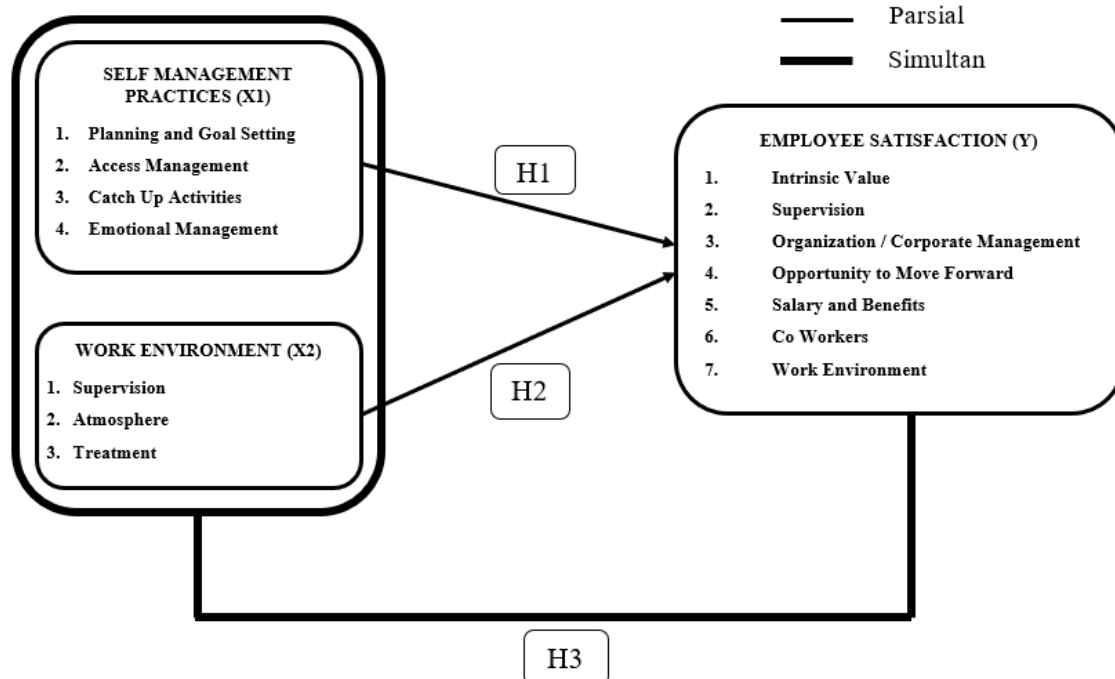 Parsial
Simultan
SELF MANAGEMENT
PRACTICES (X1)
1. Planning and Goal Setting
2. Access Management
3. Catch Up Activities
4. Emotional Management
H1
EMPLOYEE SATISFACTION (Y)
1. Intrinsic Value
2. Supervision
3. Organization / Corporate Management
4. Opportunity to Move Forward
5. Salary and Benefits
6. Co Workers
7. Work Environment
WORK ENVIRONMENT (X2)
1. Supervision
2. Atmosphere
3. Treatment
H2
H3